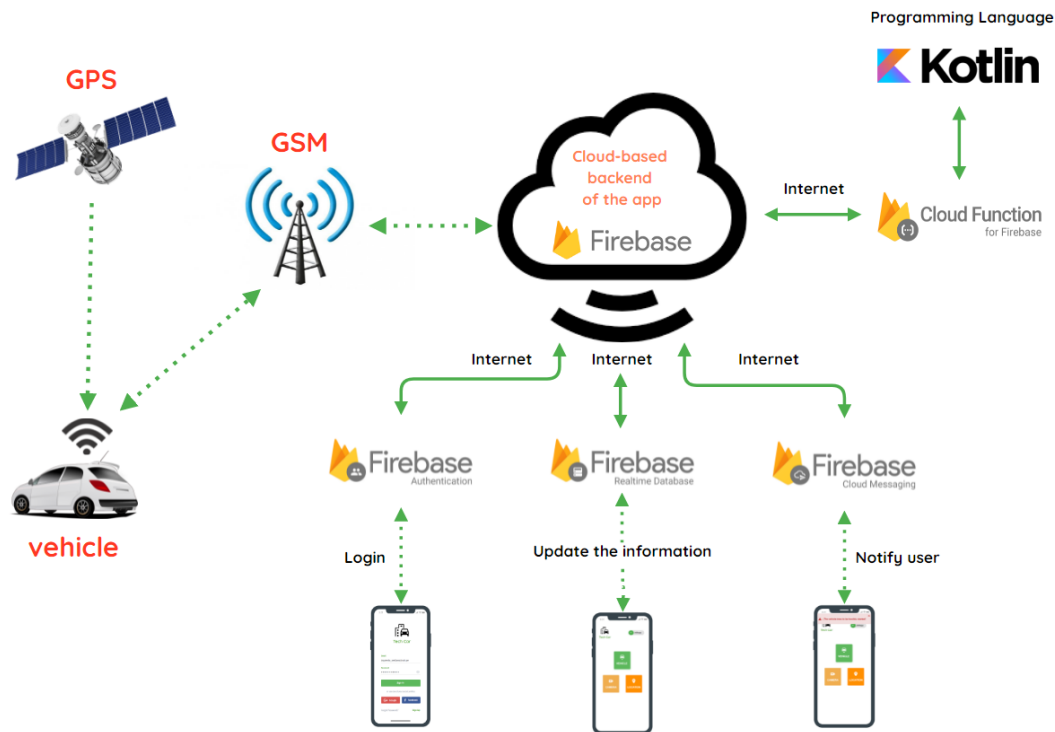 Programming Language
Kotlin
GPS
GSM
Cloud-based
backend
of the app
Firebase
Internet
Cloud Function
for Firebase
Internet
Internet
Internet
Firebase
Authentication
Firebase
Realtime Database
Firebase
Cloud Messaging
vehicle
Login
Update the information
Notify user